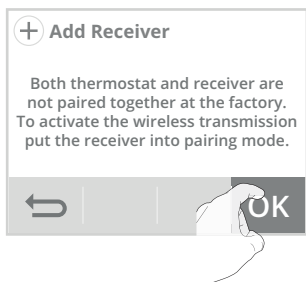 Add Receiver
Both thermostat and receiver are
not paired together at the factory.
To activate the wireless transmission
put the receiver into pairing mode.
OK